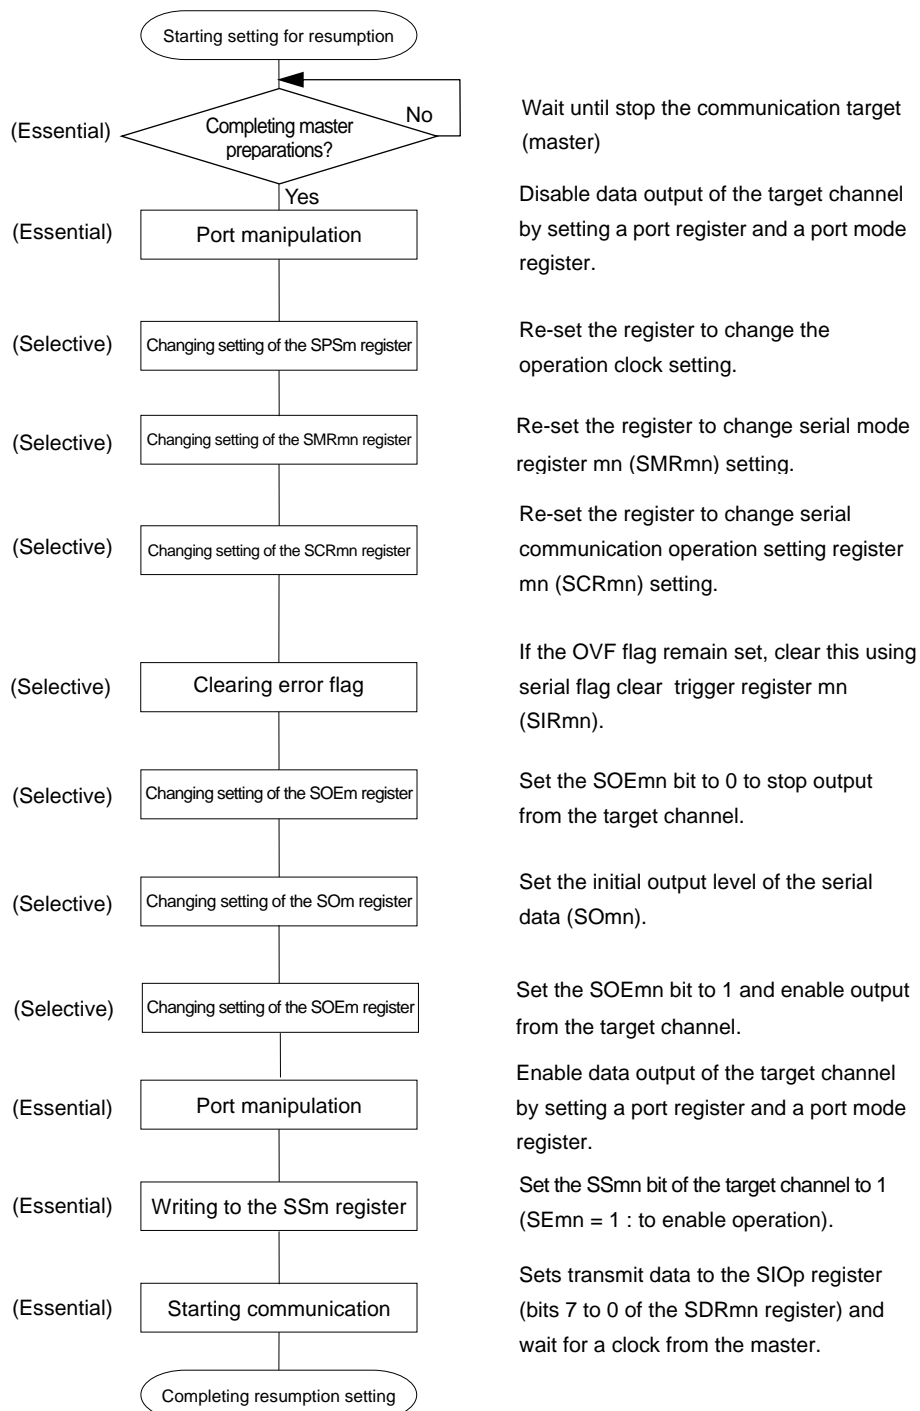 Starting setting for resumption
(Essential)
Completing master
preparations?
No
Wait until stop the communication target
(master)
Yes
(Essential)
Port manipulation
Disable data output of the target channel
by setting a port register and a port mode
register.
(Selective)
Changing setting of the SPSm register
Re-set the register to change the
operation clock setting.
(Selective)
Changing setting of the SMRmn register
Re-set the register to change serial mode
register mn (SMRmn) setting.
(Selective)
Changing setting of the SCRmn register
Re-set the register to change serial
communication operation setting register
mn (SCRmn) setting.
(Selective)
Clearing error flag
If the OVF flag remain set, clear this using
serial flag clear trigger register mn
(SIRmn).
(Selective)
Changing setting of the SOEm register
Set the SOEmn bit to 0 to stop output
from the target channel.
(Selective)
Changing setting of the SOm register
Set the initial output level of the serial
data (SOmn).
(Selective)
Changing setting of the SOEm register
Set the SOEmn bit to 1 and enable output
from the target channel.
(Essential)
Port manipulation
Enable data output of the target channel
by setting a port register and a port mode
register.
(Essential)
Writing to the SSm register
Set the SSmn bit of the target channel to 1
(SEmn = 1 : to enable operation).
(Essential)
Starting communication
Sets transmit data to the SIOp register
(bits 7 to 0 of the SDRmn register) and
wait for a clock from the master.
Completing resumption setting